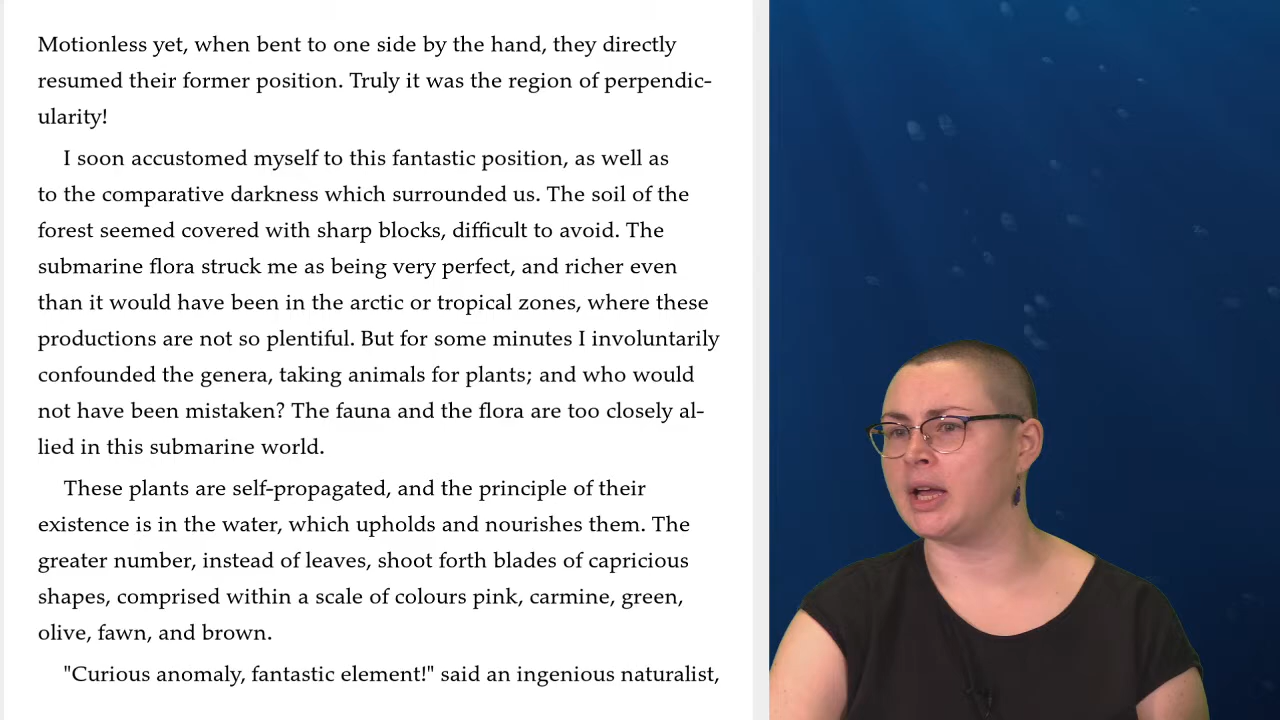 Motionless yet, when bent to one side by the hand, they directly
resumed their former position. Truly it was the region of perpendic-
ularity!
I soon accustomed myself to this fantastic position, as well as
to the comparative darkness which surrounded us. The soil of the
forest seemed covered with sharp blocks, difficult to avoid. The
submarine flora struck me as being very perfect, and richer even
than it would have been in the arctic or tropical zones, where these
productions are not so plentiful. But for some minutes I involuntarily
confounded the genera, taking animals for plants; and who would
not have been mistaken? The fauna and the flora are too closely al-
lied in this submarine world.
These plants are self-propagated, and the principle of their
existence is in the water, which upholds and nourishes them. The
greater number, instead of leaves, shoot forth blades of capricious
shapes, comprised within a scale of colours pink, carmine, green,
olive, fawn, and brown.
"Curious anomaly, fantastic element!" said an ingenious naturalist,